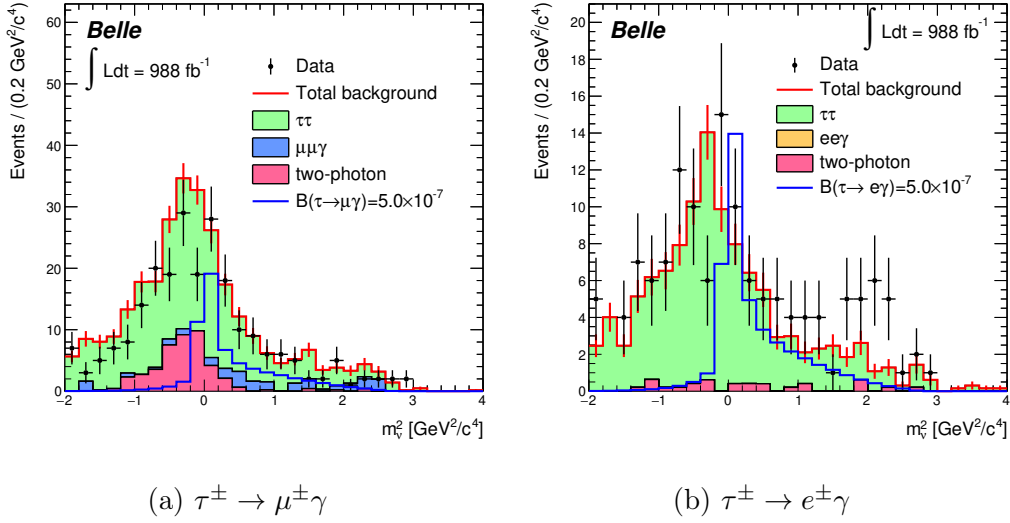 Belle
∫ Ldt = 988 fb⁻¹
Data
Total background
ττ
μμγ
two-photon
B(τ→μγ)=5.0×10⁻⁷
Events / (0.2 GeV²/c⁴)
60
50
40
30
20
10
0
−2 −1 0 1 2 3 4
m²ᵥ [GeV²/c⁴]
(a) τ± → μ±γ
Belle
∫ Ldt = 988 fb⁻¹
Data
Total background
ττ
eeγ
two-photon
B(τ→ eγ)=5.0×10⁻⁷
Events / (0.2 GeV²/c⁴)
20
18
16
14
12
10
8
6
4
2
0
−2 −1 0 1 2 3 4
m²ᵥ [GeV²/c⁴]
(b) τ± → e±γ